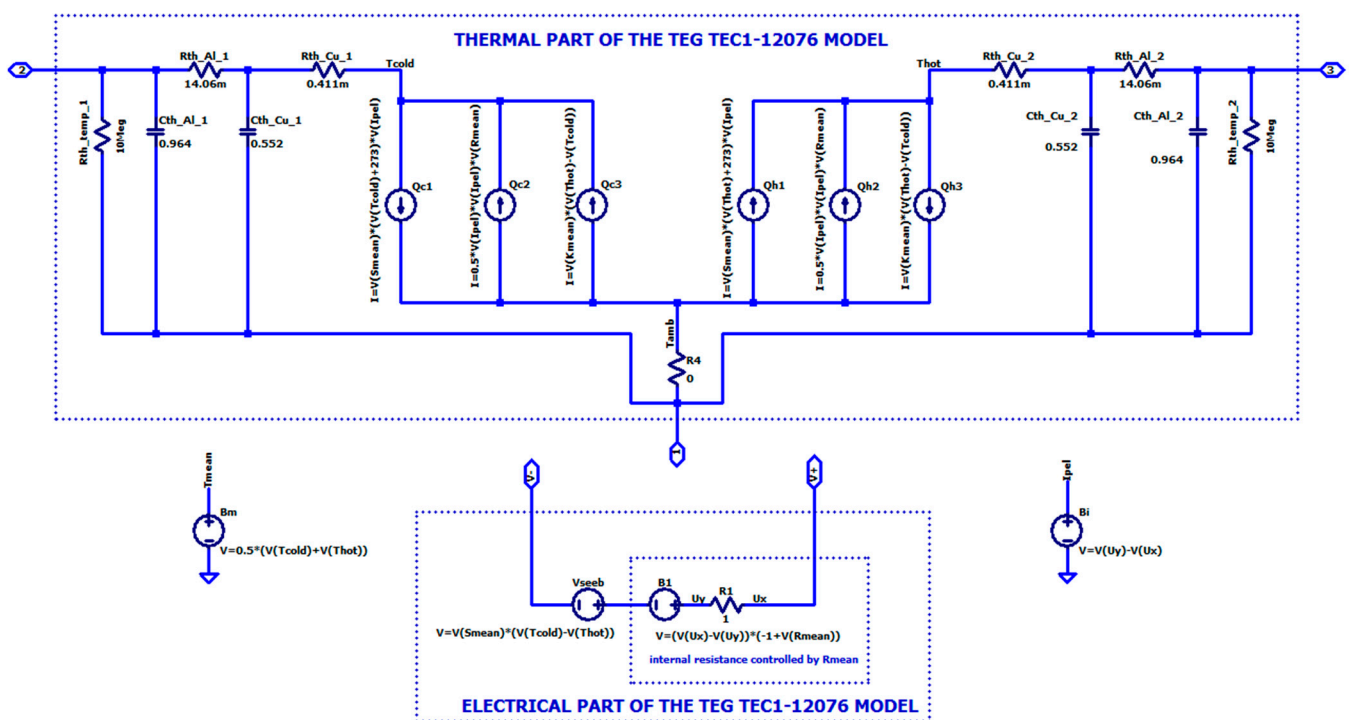 THERMAL PART OF THE TEG TEC1-12076 MODEL
2
Rth_temp_1
10Meg
Cth_Al_1
0.964
Rth_Al_1
14.06m
Cth_Cu_1
0.552
Rth_Cu_1
0.411m
Tcold
I=V(Smean)*(V(Tcold)+273)*V(Ipel)
Qc1
I=0.5*V(Ipel)*V(Ipel)*V(Rmean)
Qc2
I=V(Kmean)*(V(Thot)-V(Tcold))
Qc3
Thot
I=V(Smean)*(V(Thot)+273)*V(Ipel)
Qh1
I=0.5*V(Ipel)*V(Ipel)*V(Rmean)
Qh2
I=V(Kmean)*(V(Thot)-V(Tcold))
Qh3
Rth_Cu_2
0.411m
Cth_Cu_2
0.552
Rth_Al_2
14.06m
Cth_Al_2
0.964
Rth_temp_2
10Meg
3
Tamb
R4
0
1
Tmean
Bm
V=0.5*(V(Tcold)+V(Thot))
V-
V+
Ipel
Bi
V=V(Uy)-V(Ux)
Vseeb
V=V(Smean)*(V(Tcold)-V(Thot))
B1
V=(V(Ux)-V(Uy))*(-1+V(Rmean))
Uy
R1
1
Ux
internal resistance controlled by Rmean
ELECTRICAL PART OF THE TEG TEC1-12076 MODEL